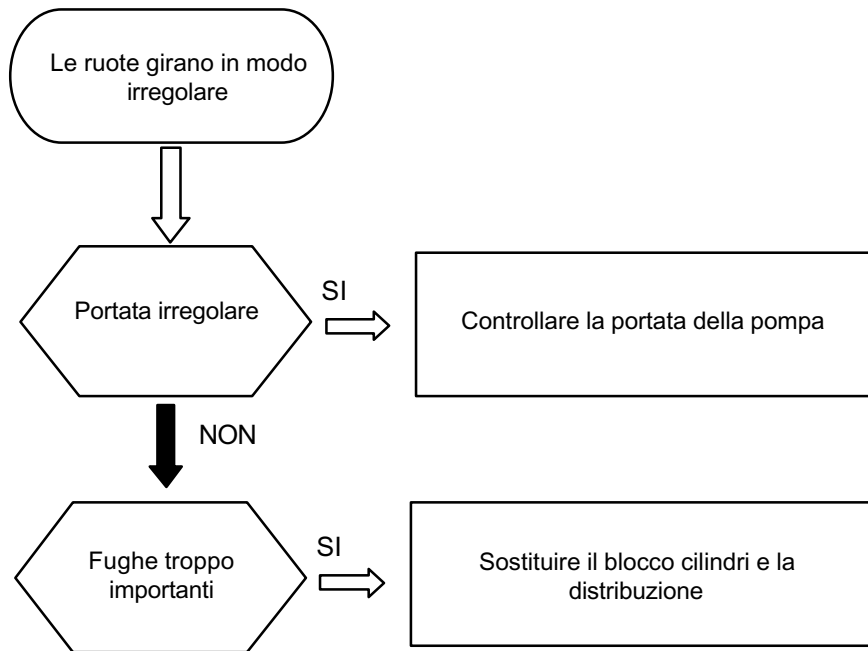 Le ruote girano in modo
irregolare
Portata irregolare
SI
Controllare la portata della pompa
NON
Fughe troppo
importanti
SI
Sostituire il blocco cilindri e la
distribuzione